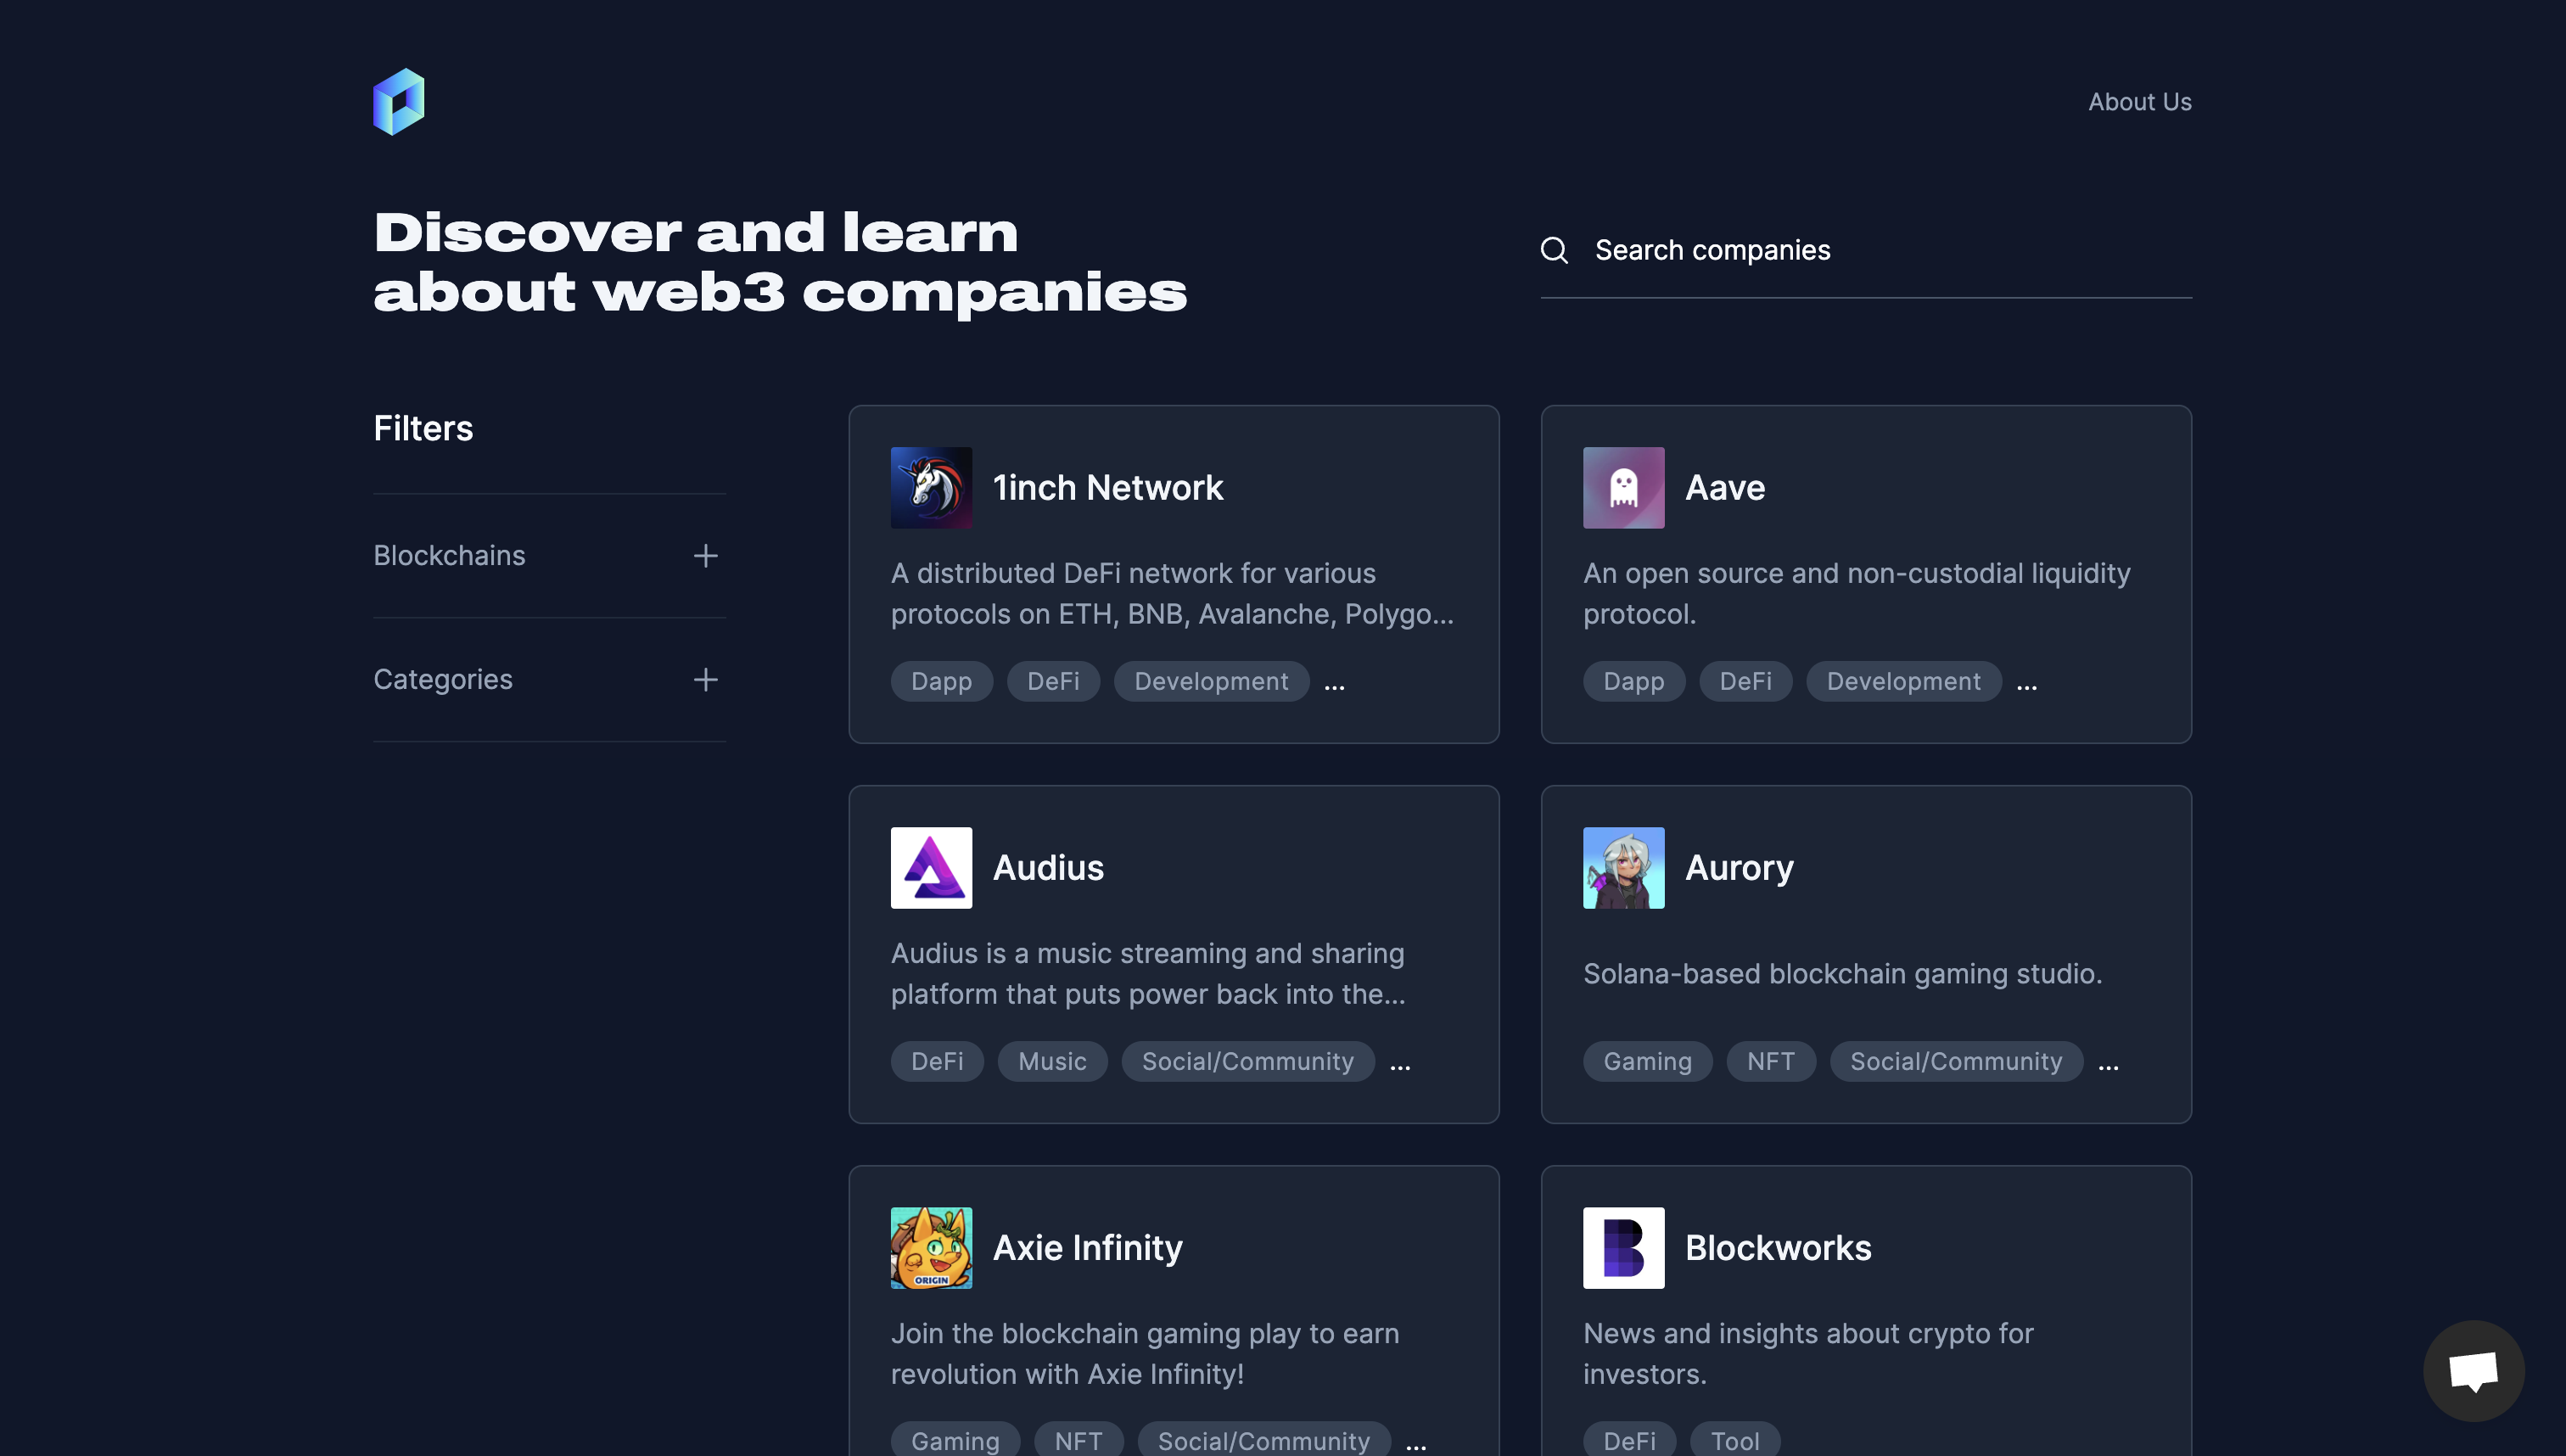 About Us
Discover and learn
about web3 companies
Search companies
Filters
Blockchains
Categories
1inch Network
A distributed DeFi network for various
protocols on ETH, BNB, Avalanche, Polygo...
Dapp DeFi Development ...
Aave
An open source and non-custodial liquidity
protocol.
Dapp DeFi Development ...
Audius
Audius is a music streaming and sharing
platform that puts power back into the...
DeFi Music Social/Community ...
Aurory
Solana-based blockchain gaming studio.
Gaming NFT Social/Community ...
ORIGIN
Axie Infinity
Join the blockchain gaming play to earn
revolution with Axie Infinity!
Gaming NFT Social/Community ...
B
Blockworks
News and insights about crypto for
investors.
DeFi Tool